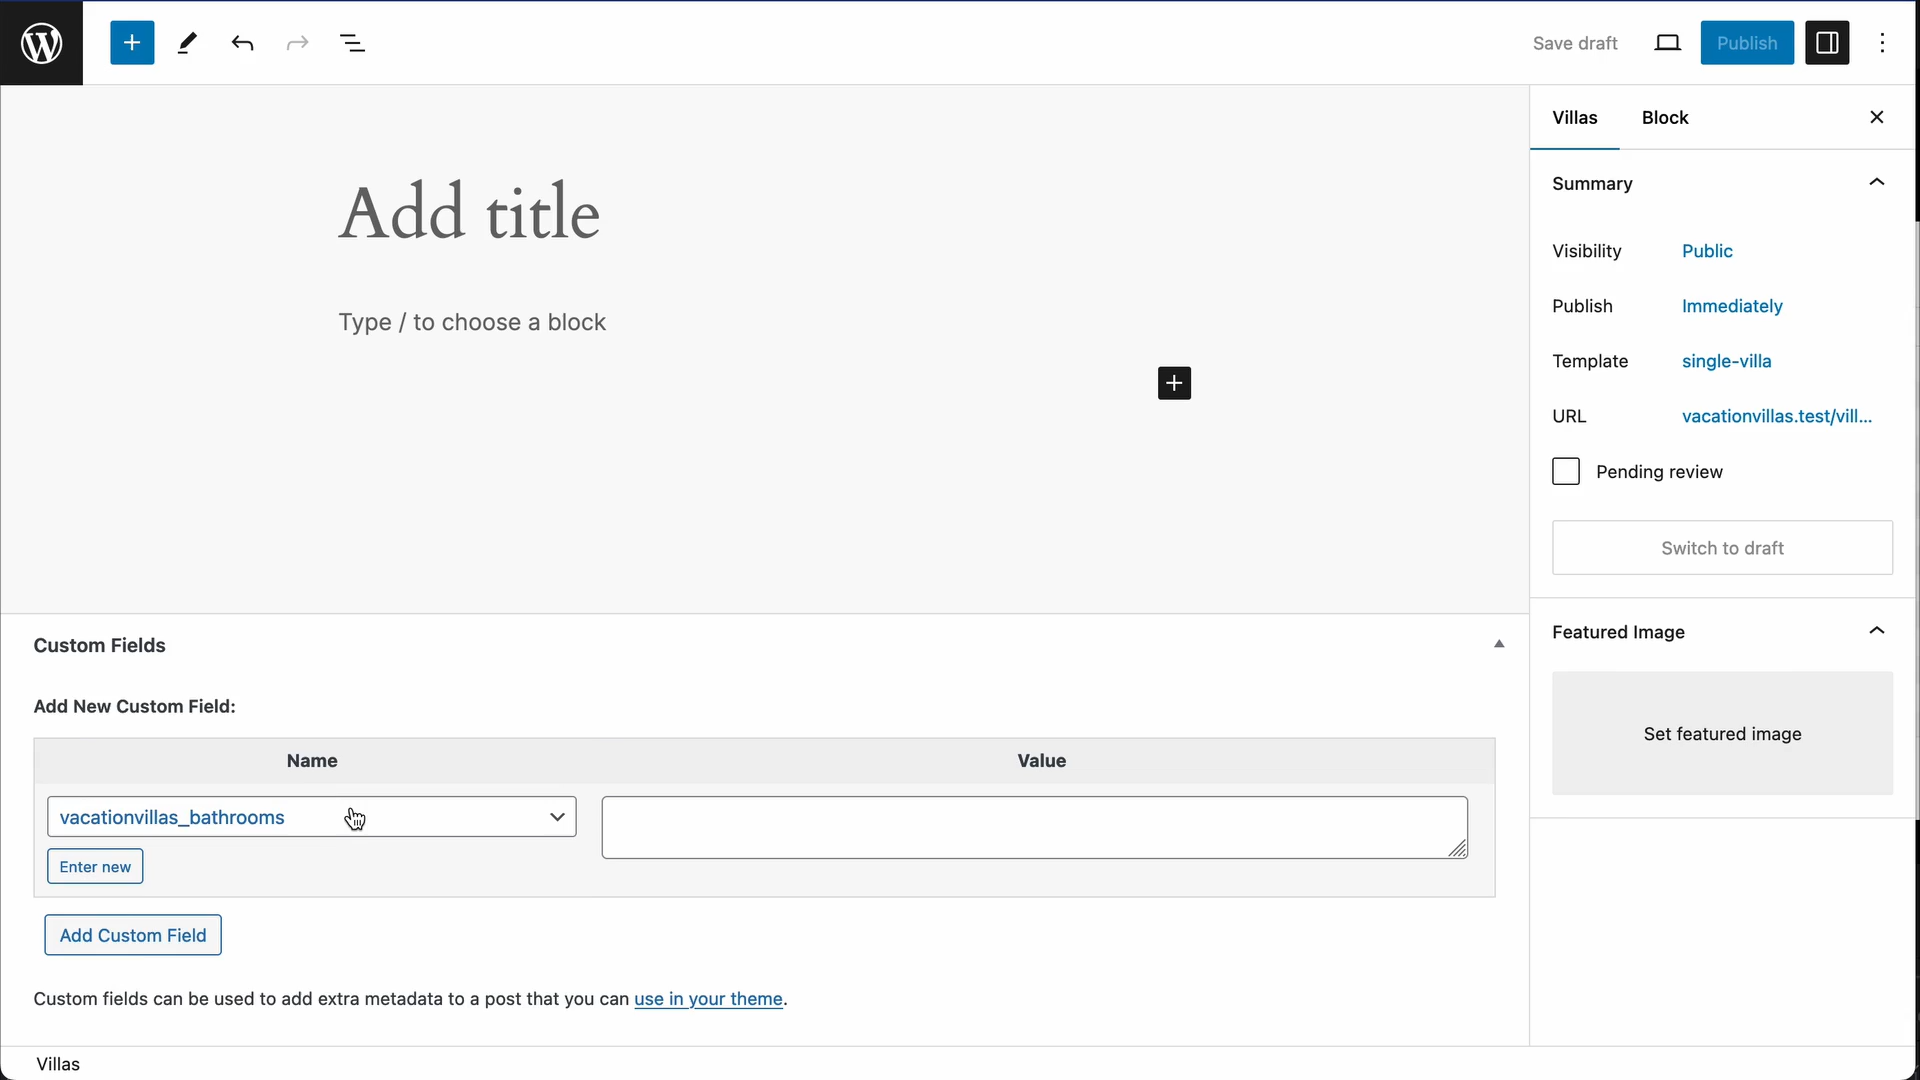 Save draft
Publish
Villas
Block
Add title
Type / to choose a block
Summary
Visibility Public
Publish Immediately
Template single-villa
URL vacationvillas.test/vill...
Pending review
Switch to draft
Featured Image
Set featured image
Custom Fields
Add New Custom Field:
Name Value
vacationvillas_bathrooms
Enter new
Add Custom Field
Custom fields can be used to add extra metadata to a post that you can use in your theme.
Villas